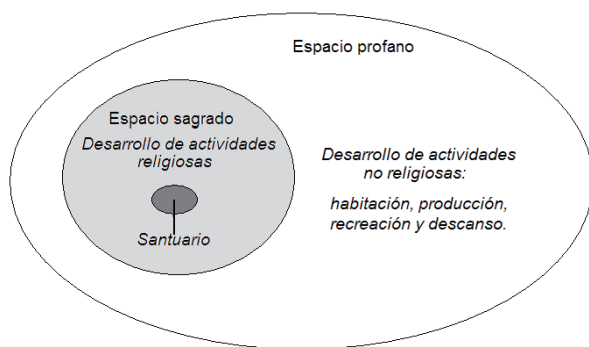 Espacio profano
Espacio sagrado
Desarrollo de actividades
religiosas
Santuario
Desarrollo de actividades
no religiosas:
habitación, producción,
recreación y descanso.